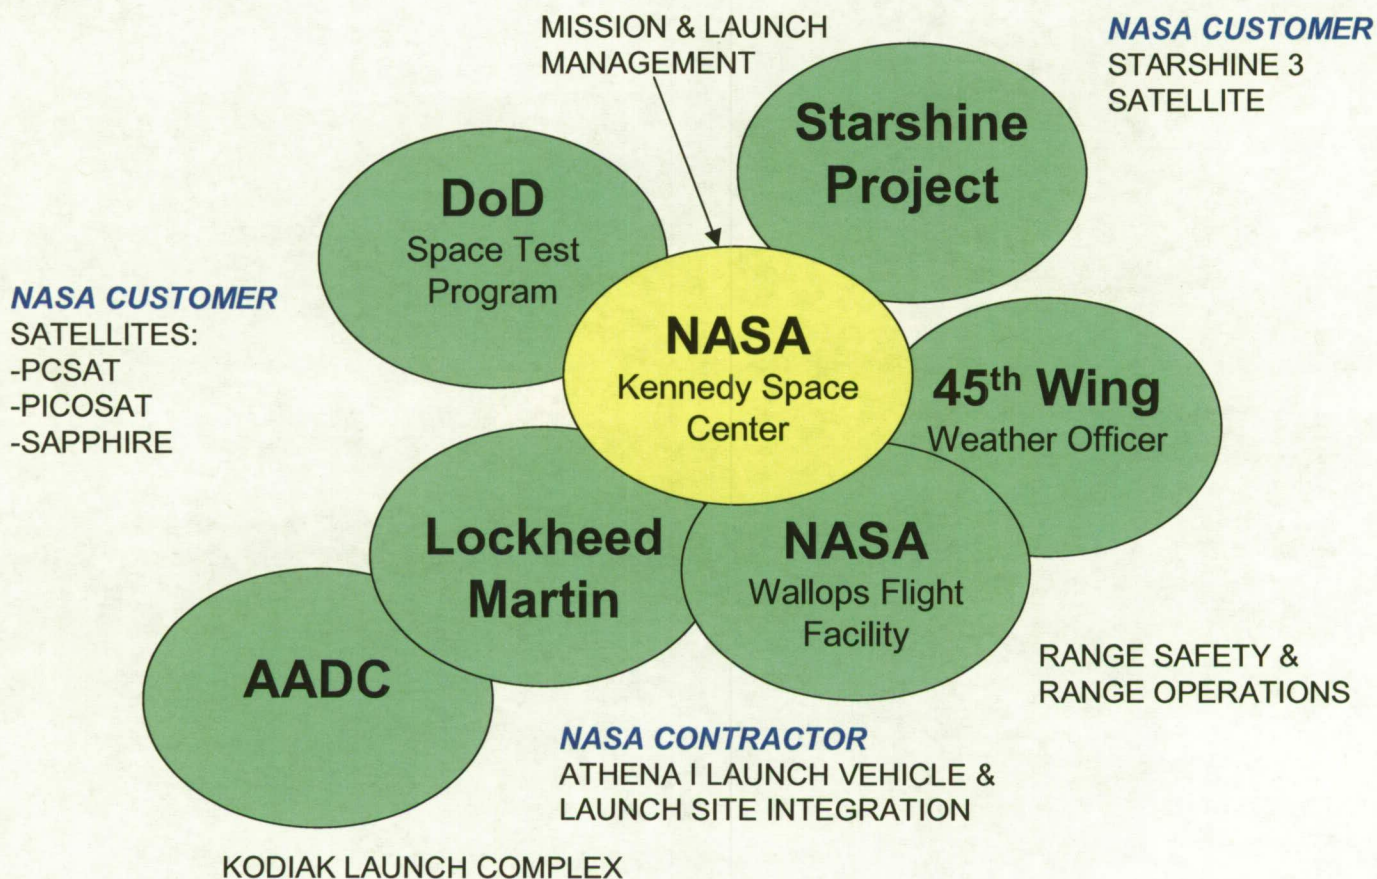 MISSION & LAUNCH
MANAGEMENT
NASA CUSTOMER
STARSHINE 3
SATELLITE
Starshine
Project
DoD
Space Test
Program
NASA CUSTOMER
SATELLITES:
-PCSAT
-PICOSAT
-SAPPHIRE
NASA
Kennedy Space
Center
45th Wing
Weather Officer
Lockheed
Martin
NASA
Wallops Flight
Facility
RANGE SAFETY &
RANGE OPERATIONS
AADC
NASA CONTRACTOR
ATHENA I LAUNCH VEHICLE &
LAUNCH SITE INTEGRATION
KODIAK LAUNCH COMPLEX